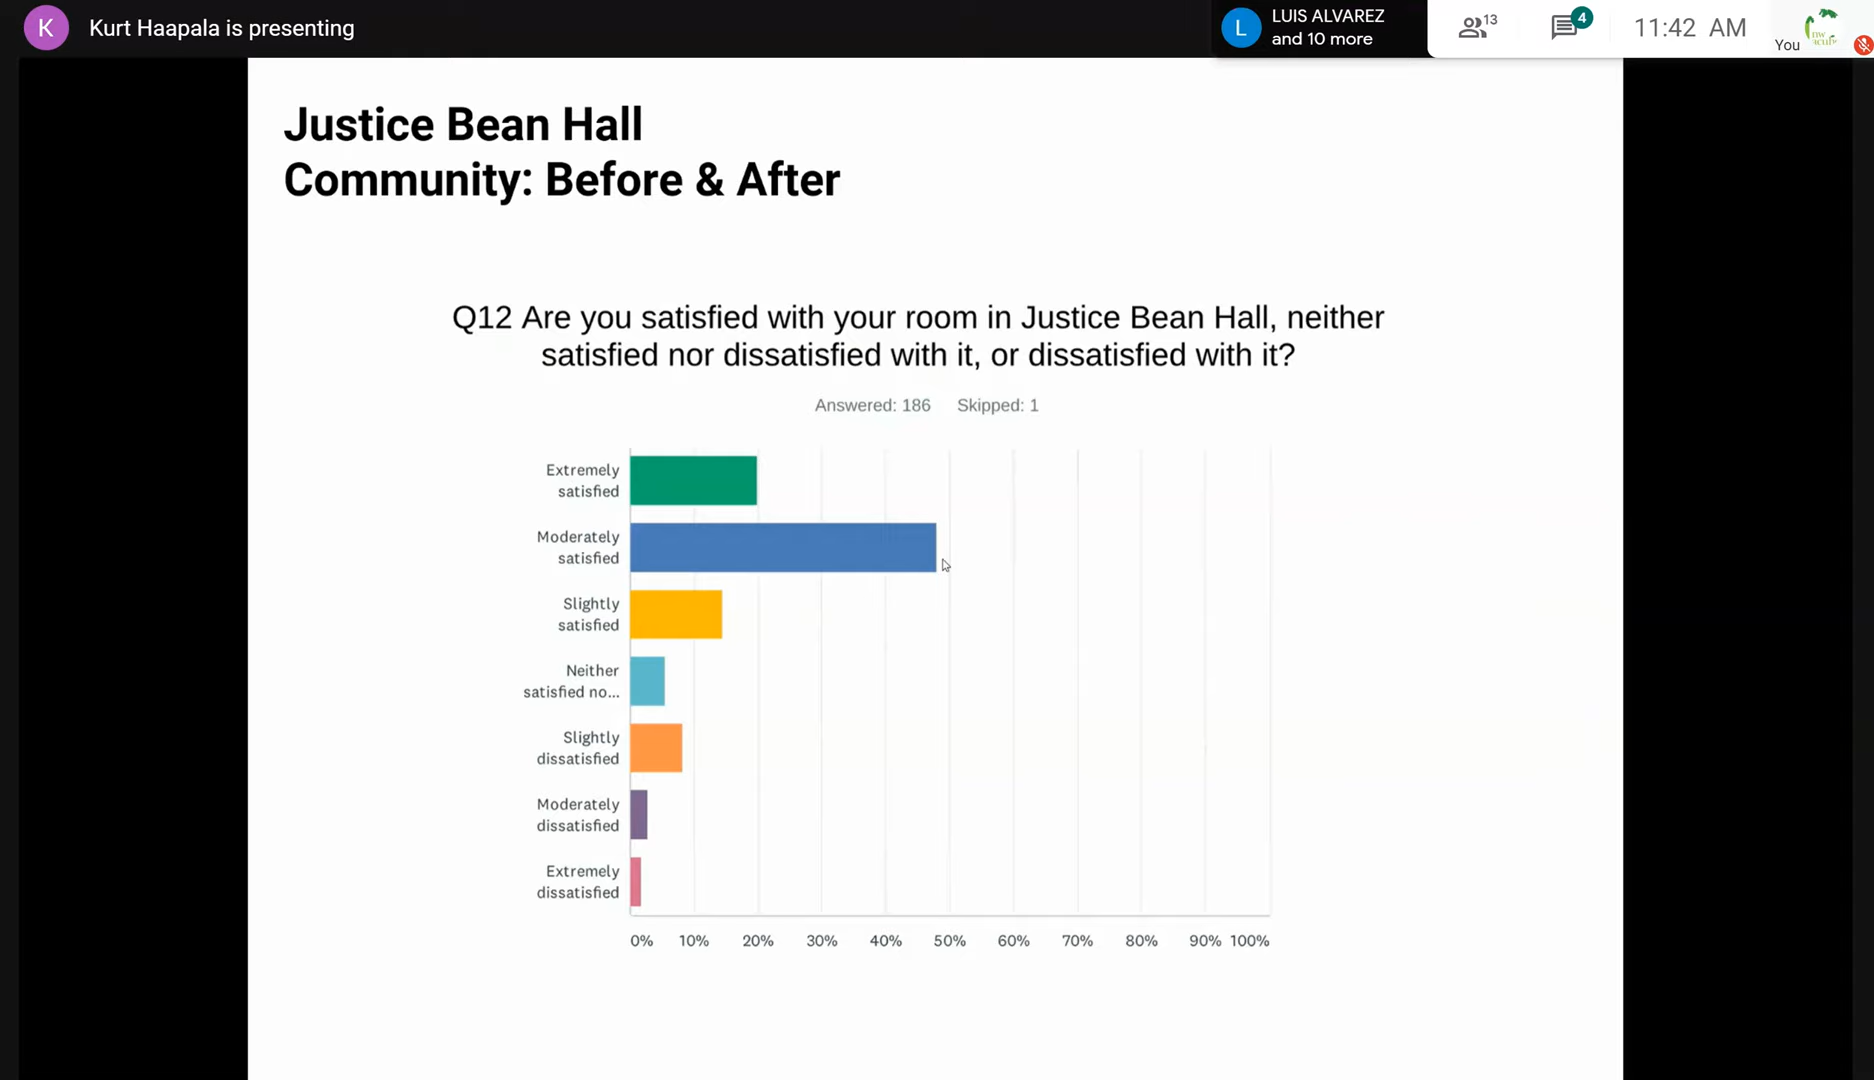 K
Kurt Haapala is presenting
L
LUIS ALVAREZ
and 10 more
13
4
11:42 AM
You
nw
Justice Bean Hall
Community: Before & After
Q12 Are you satisfied with your room in Justice Bean Hall, neither
satisfied nor dissatisfied with it, or dissatisfied with it?
Answered: 186 Skipped: 1
Extremely
satisfied
Moderately
satisfied
Slightly
satisfied
Neither
satisfied no...
Slightly
dissatisfied
Moderately
dissatisfied
Extremely
dissatisfied
0% 10% 20% 30% 40% 50% 60% 70% 80% 90% 100%